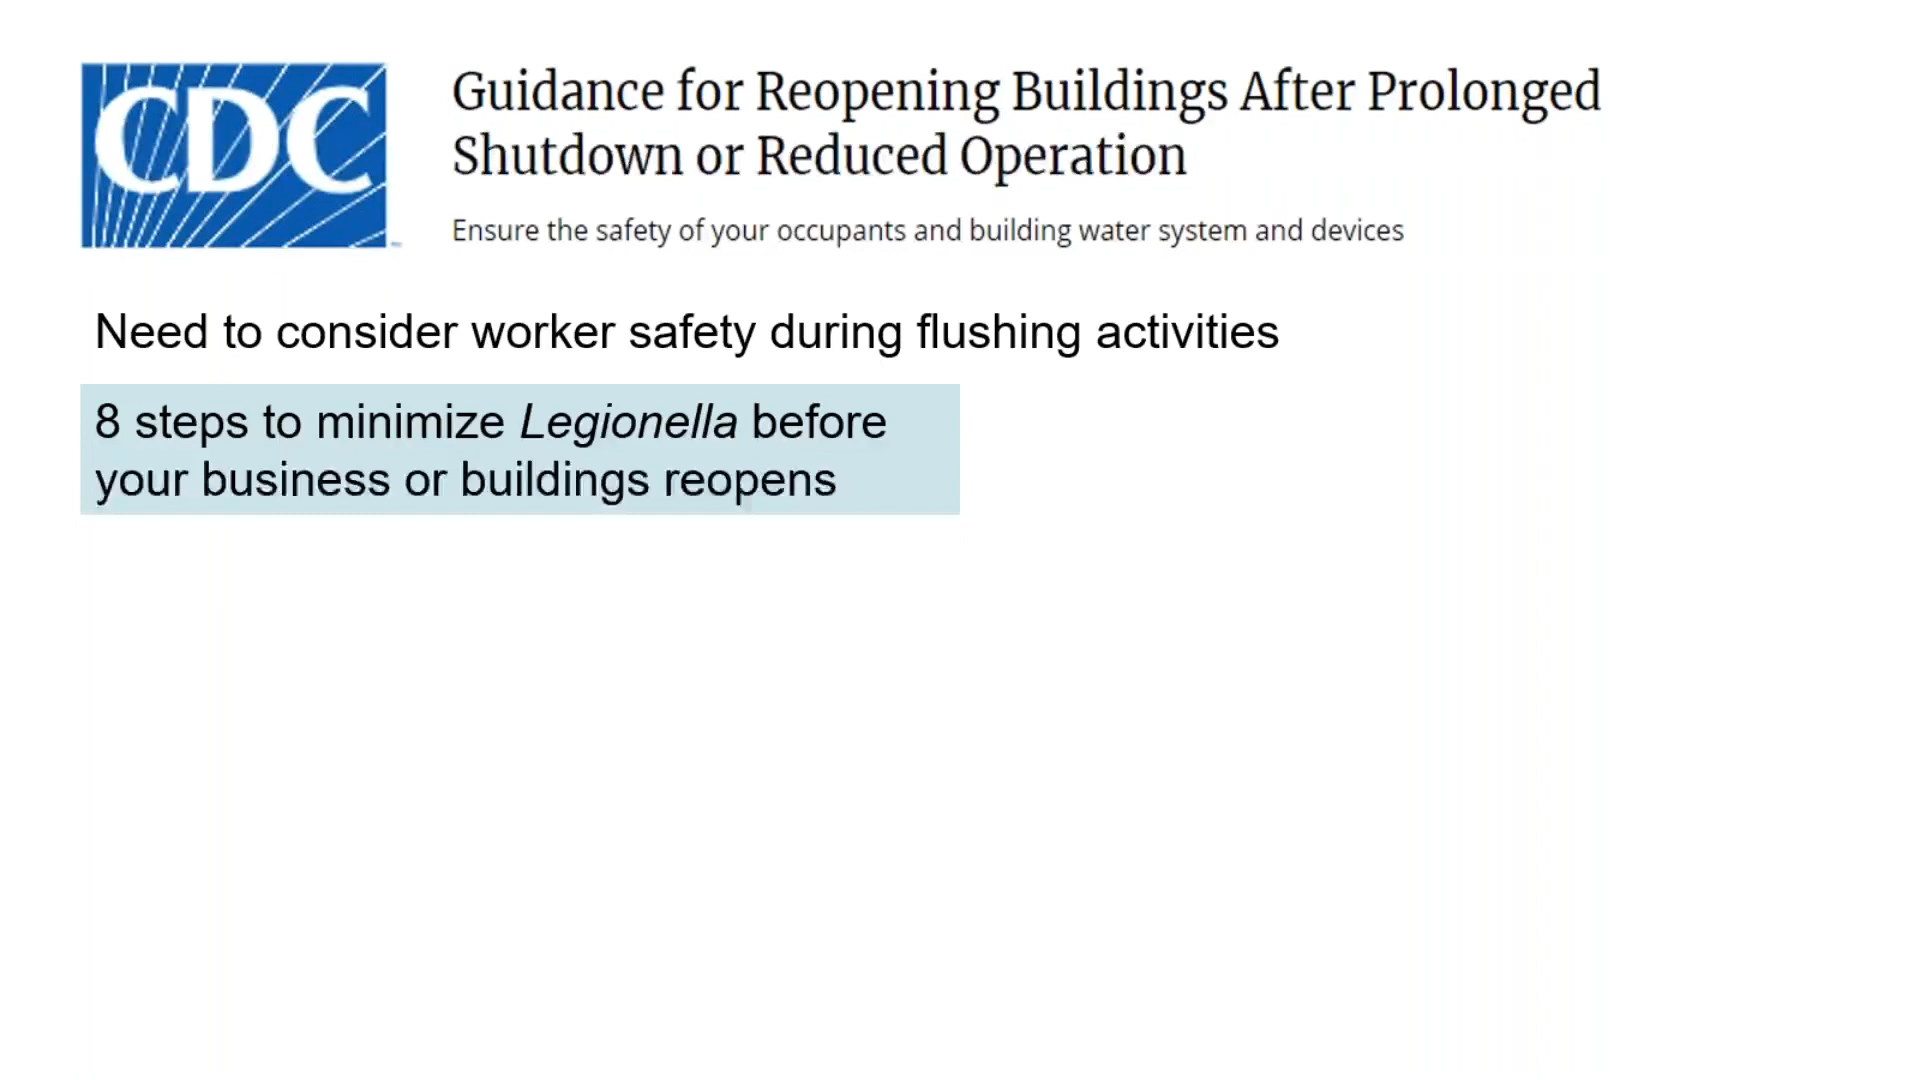 CDC
Guidance for Reopening Buildings After Prolonged
Shutdown or Reduced Operation
Ensure the safety of your occupants and building water system and devices
Need to consider worker safety during flushing activities
8 steps to minimize Legionella before
your business or buildings reopens